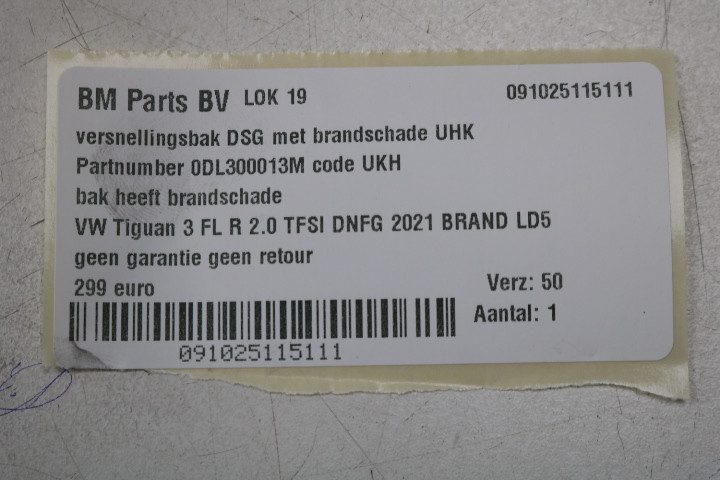 BM Parts BV LOK 19 091025115111
versnellingsbak DSG met brandschade UHK
Partnumber 0DL300013M code UKH
bak heeft brandschade
VW Tiguan 3 FL R 2.0 TFSI DNFG 2021 BRAND LD5
geen garantie geen retour
299 euro Verz: 50
Aantal: 1
091025115111